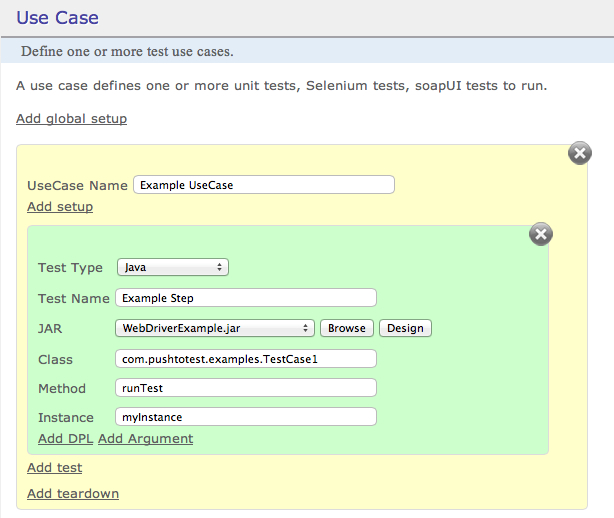 Use Case
Define one or more test use cases.
A use case defines one or more unit tests, Selenium tests, soapUI tests to run.
Add global setup
UseCase Name Example UseCase
Add setup
Test Type Java
Test Name Example Step
JAR WebDriverExample.jar Browse Design
Class com.pushtotest.examples.TestCase1
Method runTest
Instance myInstance
Add DPL Add Argument
Add test
Add teardown